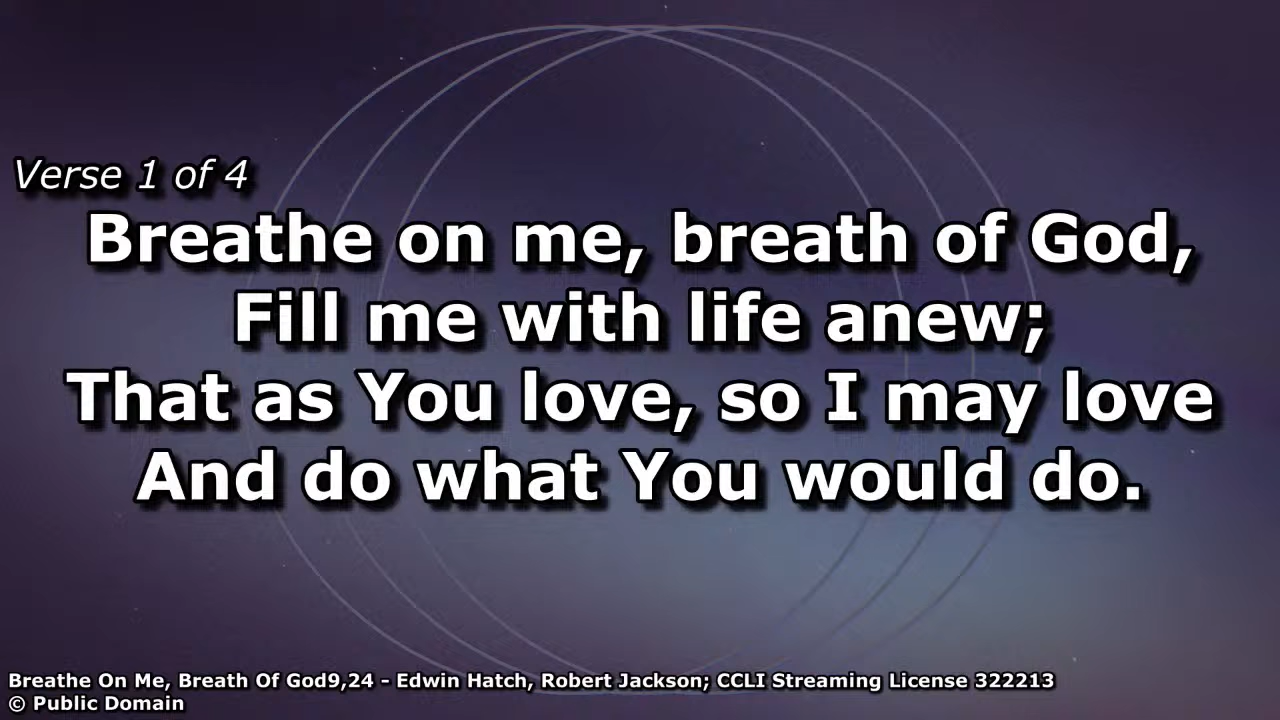 Verse 1 of 4
Breathe on me, breath of God,
Fill me with life anew;
That as You love, so I may love
And do what You would do.
Breathe On Me, Breath Of God9,24 - Edwin Hatch, Robert Jackson; CCLI Streaming License 322213
© Public Domain